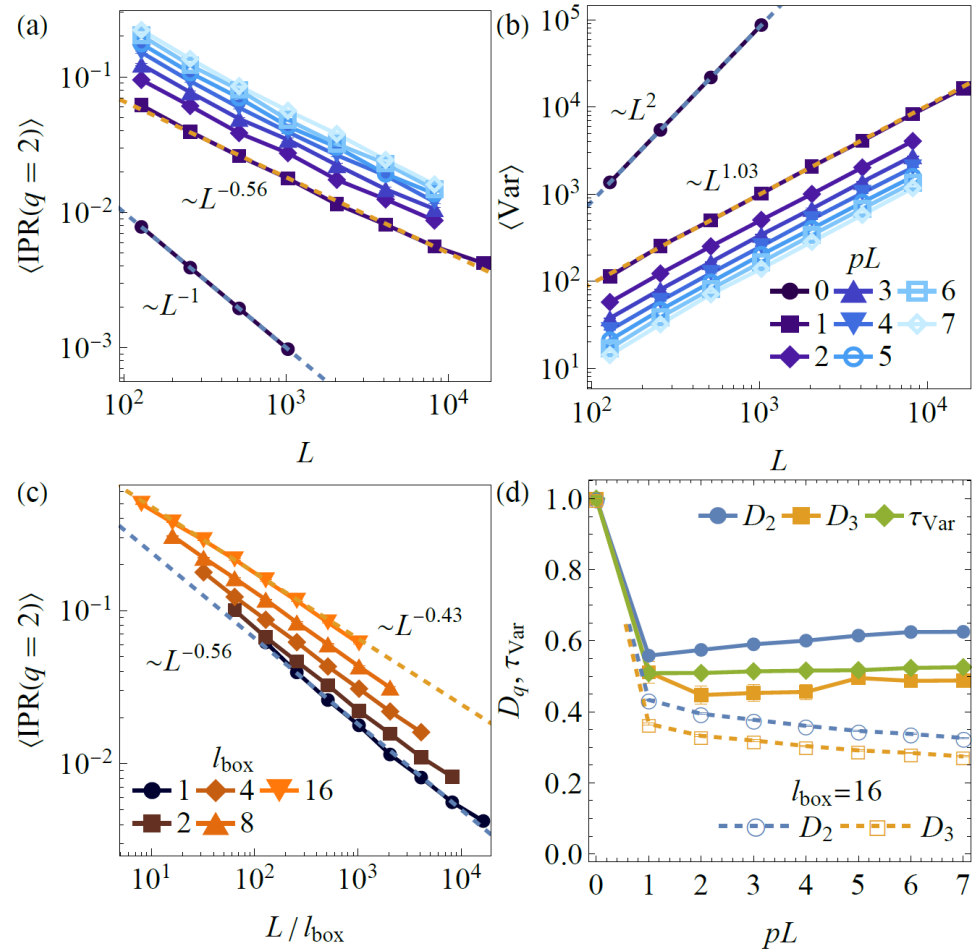 (a)
⟨IPR(q = 2)⟩
10^-1
10^-2
10^-3
~L^-0.56
~L^-1
10^2 10^3 10^4
L
(b)
⟨Var⟩
10^5
10^4
10^3
10^2
10^1
~L^2
~L^1.03
pL
0 3 6
1 4 7
2 5
10^2 10^3 10^4
L
(c)
⟨IPR(q = 2)⟩
10^-1
10^-2
~L^-0.43
~L^-0.56
l_box
1 4 16
2 8
10^1 10^2 10^3 10^4
L / l_box
(d)
D_q, τ_Var
1.0
0.8
0.6
0.4
0.2
0.0
D_2 D_3 τ_Var
l_box=16
D_2 D_3
0 1 2 3 4 5 6 7
pL